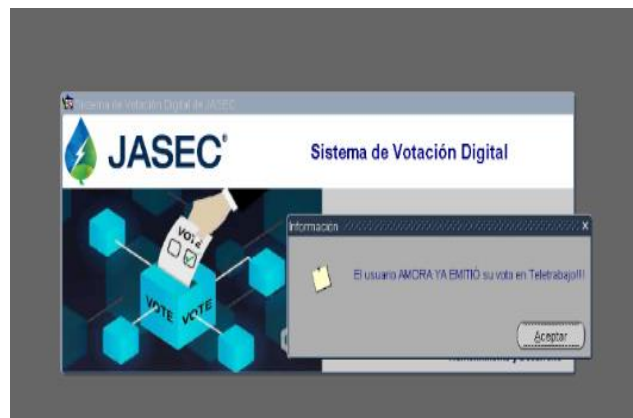 Sistema de Votación Digital de JASEC
JASEC®
Sistema de Votación Digital
VOTE
VOTE VOTE
Información
El usuario AMORA YA EMITIÓ su voto en Teletrabajo!!!
Aceptar